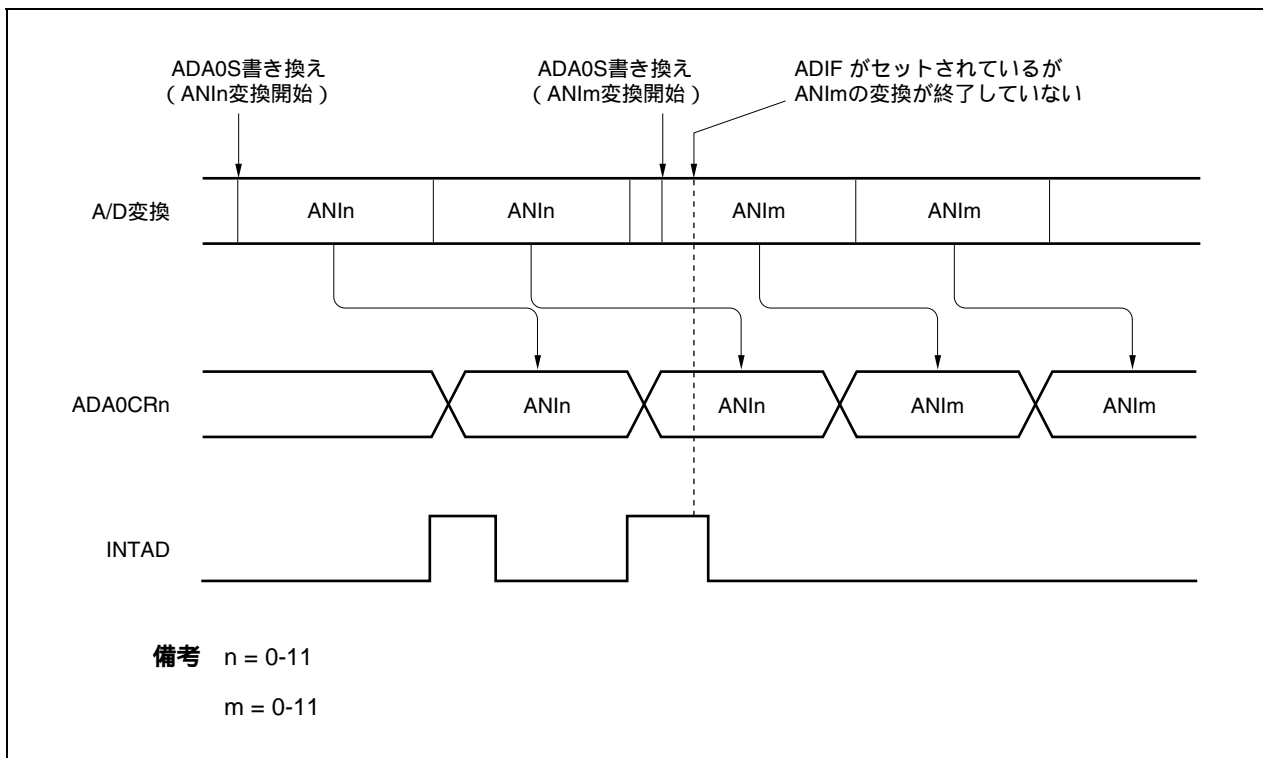 ADA0S書き換え
(ANIn変換開始)
ADA0S書き換え
(ANIm変換開始)
ADIF がセットされているが
ANImの変換が終了していない
A/D変換
ANIn
ANIn
ANIm
ANIm
ADA0CRn
ANIn
ANIn
ANIm
ANIm
INTAD
備考 n = 0-11
m = 0-11